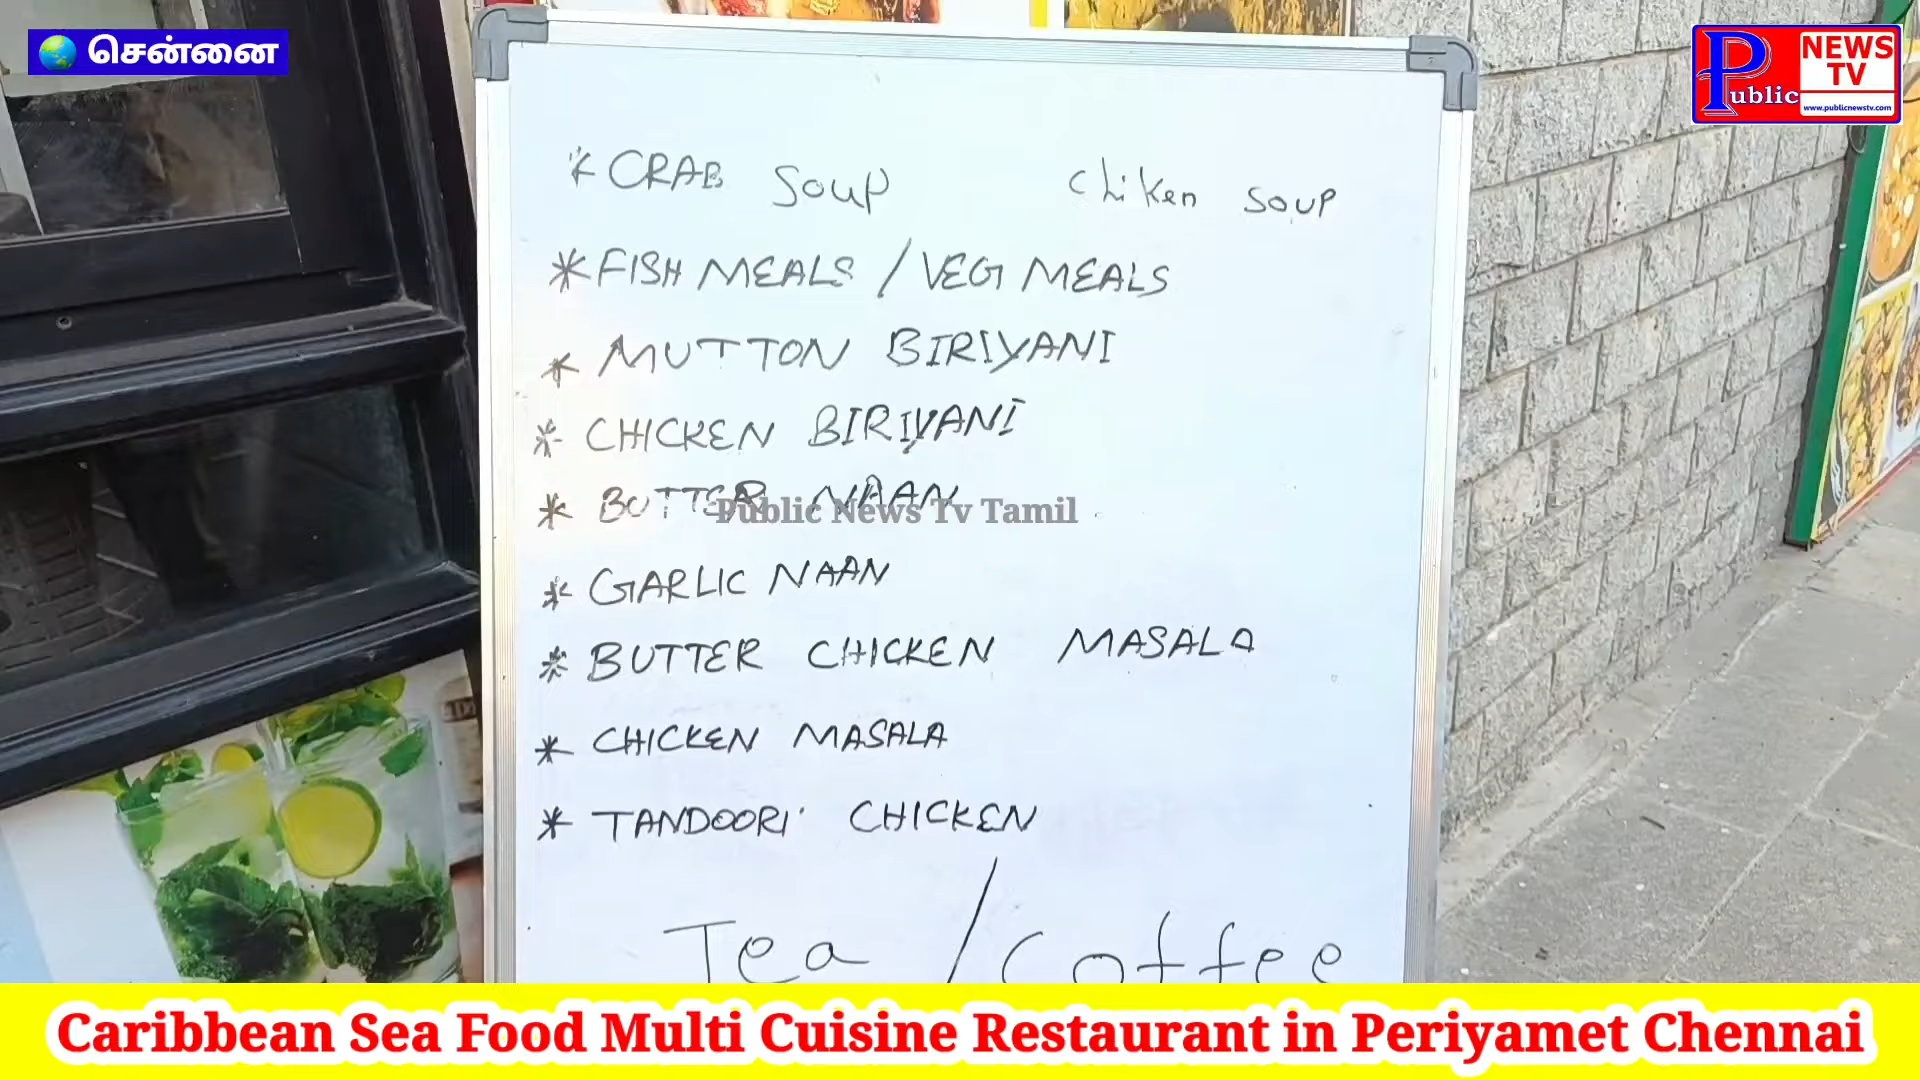 🌏 சென்னை
Public
NEWS
TV
www.publicnewstv.com
* CRAB Soup Chiken SOUP
* FISH MEALS / VEG MEALS
* MUTTON BIRIYANI
* CHICKEN BIRIYANI
* BUTTER NAAN
Public News Tv Tamil
* GARLIC NAAN
* BUTTER CHICKEN MASALA
* CHICKEN MASALA
* TANDOORI CHICKEN
Tea / Coffee
Caribbean Sea Food Multi Cuisine Restaurant in Periyamet Chennai